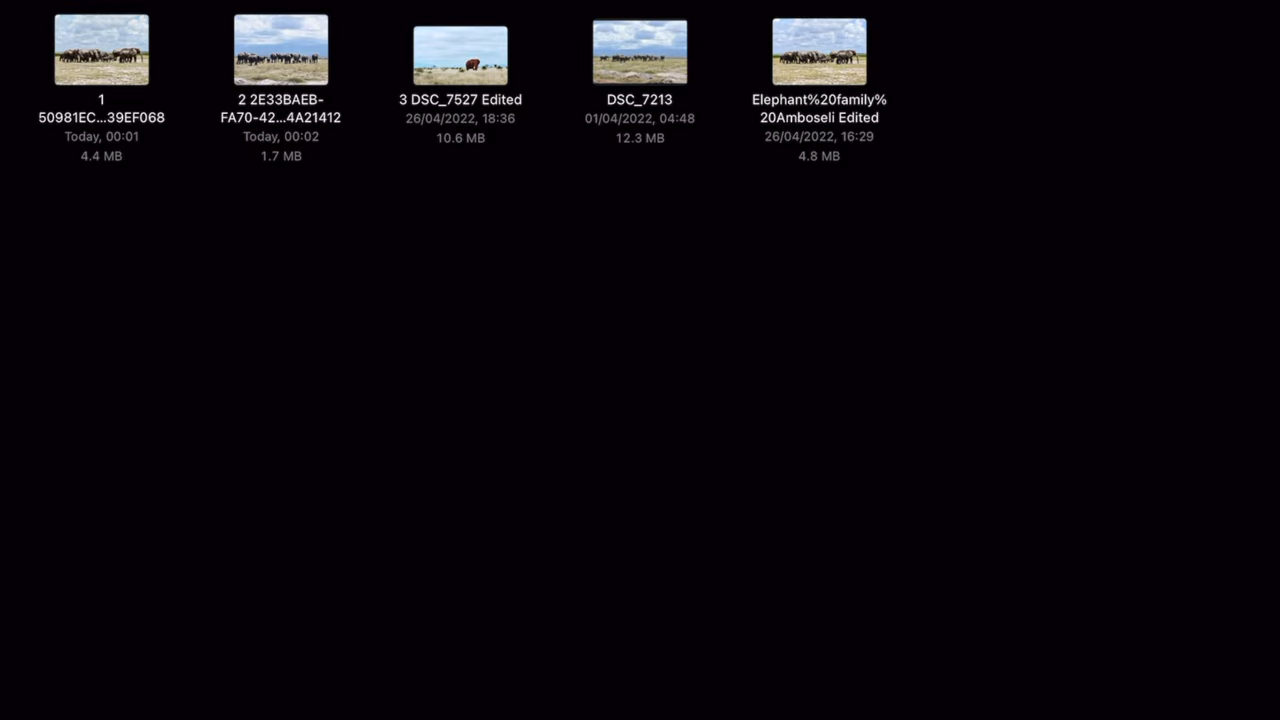 1
50981EC...39EF068
Today, 00:01
4.4 MB
2 2E33BAEB-
FA70-42...4A21412
Today, 00:02
1.7 MB
3 DSC_7527 Edited
26/04/2022, 18:36
10.6 MB
DSC_7213
01/04/2022, 04:48
12.3 MB
Elephant%20family%
20Amboseli Edited
26/04/2022, 16:29
4.8 MB